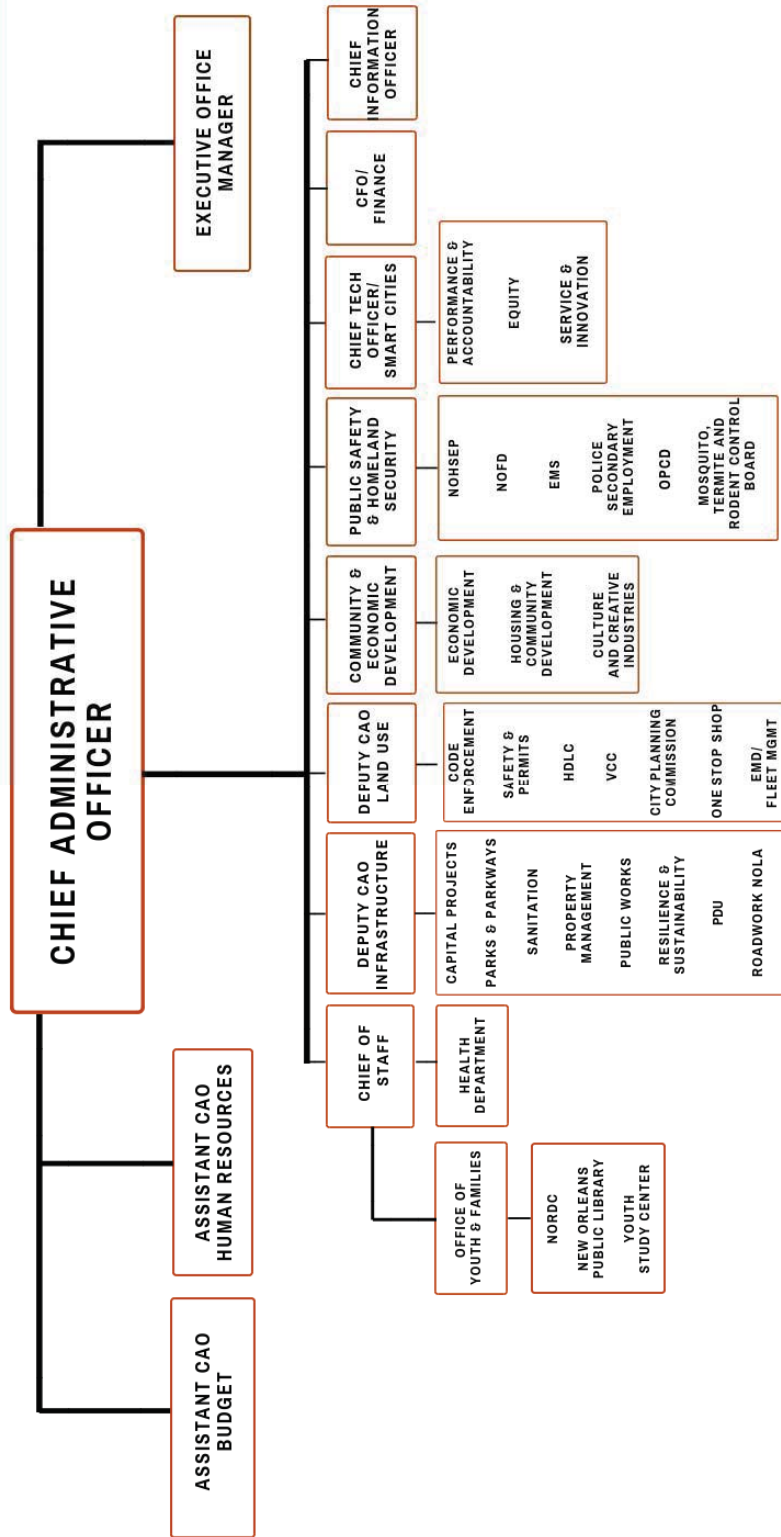 CHIEF ADMINISTRATIVE
OFFICER
ASSISTANT CAO
BUDGET
ASSISTANT CAO
HUMAN RESOURCES
EXECUTIVE OFFICE
MANAGER
CHIEF OF
STAFF
DEPUTY CAO
INFRASTRUCTURE
DEFUTY CAO
LAND USE
COMMUNITY &
ECONOMIC
DEVELOPMENT
PUBLIC SAFETY
& HOMELAND
SECURITY
CHIEF TECH
OFFICER/
SMART CITIES
CFO/
FINANCE
CHIEF
INFORMATION
OFFICER
OFFICE OF
YOUTH & FAMILIES
HEALTH
DEPARTMENT
NORDC
NEW ORLEANS
PUBLIC LIBRARY
YOUTH
STUDY CENTER
CAPITAL PROJECTS
PARKS & PARKWAYS
SANITATION
PROPERTY
MANAGEMENT
PUBLIC WORKS
RESILIENCE &
SUSTAINABILITY
PDU
ROADWORK NOLA
CODE
ENFORCEMENT
SAFETY &
PERMITS
HDLC
VCC
CITY PLANNING
COMMISSION
ONE STOP SHOP
EMD/
FLEET MGMT
ECONOMIC
DEVELOPMENT
HOUSING &
COMMUNITY
DEVELOPMENT
CULTURE
AND CREATIVE
INDUSTRIES
NOHSEP
NOFD
EMS
POLICE
SECONDARY
EMPLOYMENT
OPCD
MOSQUITO,
TERMITE AND
RODENT CONTROL
BOARD
PERFORMANCE &
ACCOUNTABILITY
EQUITY
SERVICE &
INNOVATION